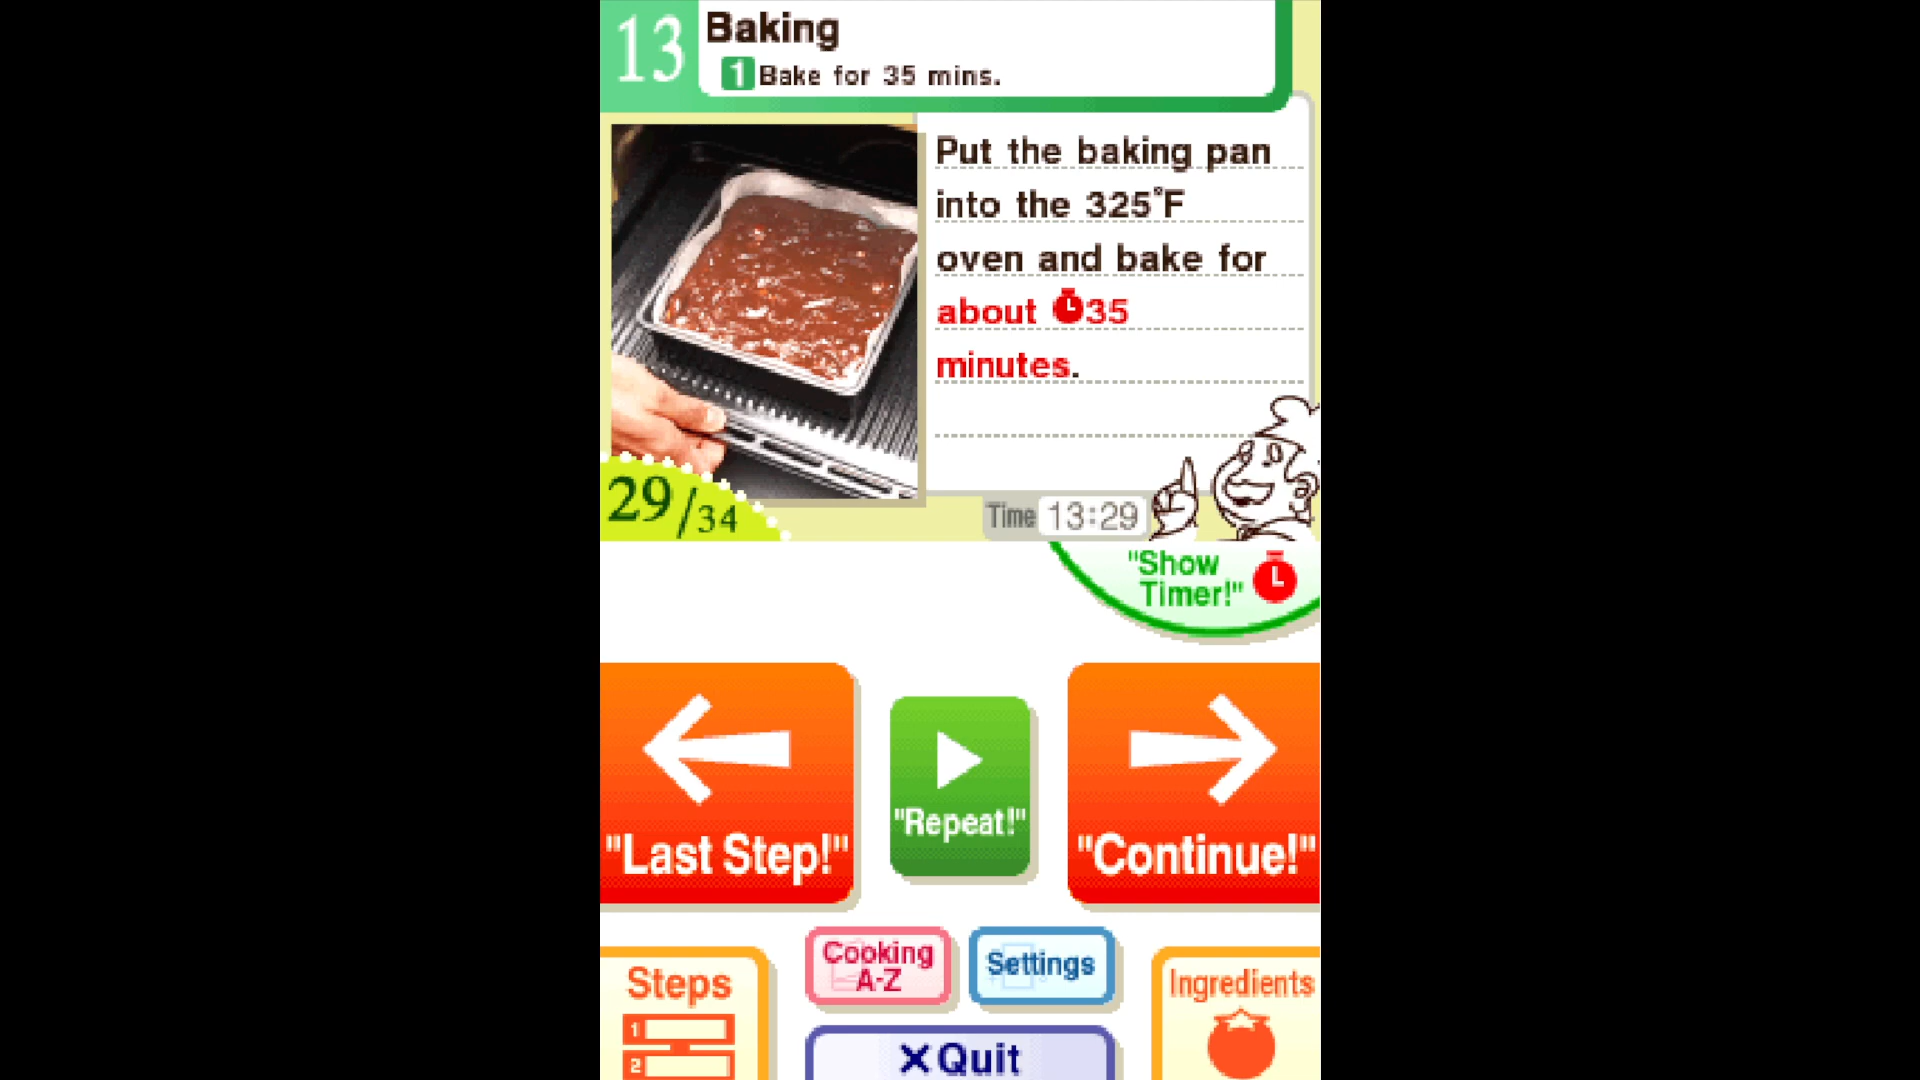 13
Baking
1 Bake for 35 mins.
Put the baking pan
into the 325°F
oven and bake for
about 35
minutes.
29/34
Time 13:29
"Show
Timer!"
"Last Step!"
"Repeat!"
"Continue!"
Cooking
A-Z
Settings
Steps
1
2
Ingredients
×Quit